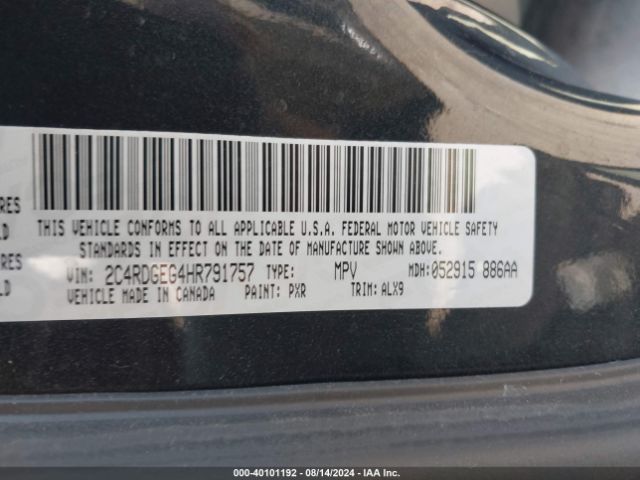 RES
LD
THIS VEHICLE CONFORMS TO ALL APPLICABLE U.S.A. FEDERAL MOTOR VEHICLE SAFETY
STANDARDS IN EFFECT ON THE DATE OF MANUFACTURE SHOWN ABOVE.
RES
LD
VIN: 2C4RDGEG4HR791757 TYPE: MPV MDH:052915 886AA
VEHICLE MADE IN CANADA PAINT: PXR TRIM: ALX9
000-40101192 - 08/14/2024 - IAA